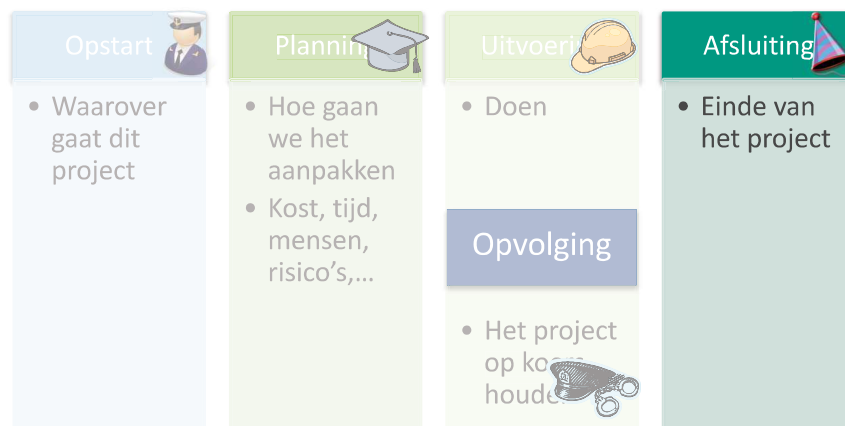 Opstart
• Waarover
gaat dit
project
Planning
• Hoe gaan
we het
aanpakken
• Kost, tijd,
mensen,
risico’s,...
• Doen
Opvolging
• Het project
op
Afsluiting
• Einde van
het project